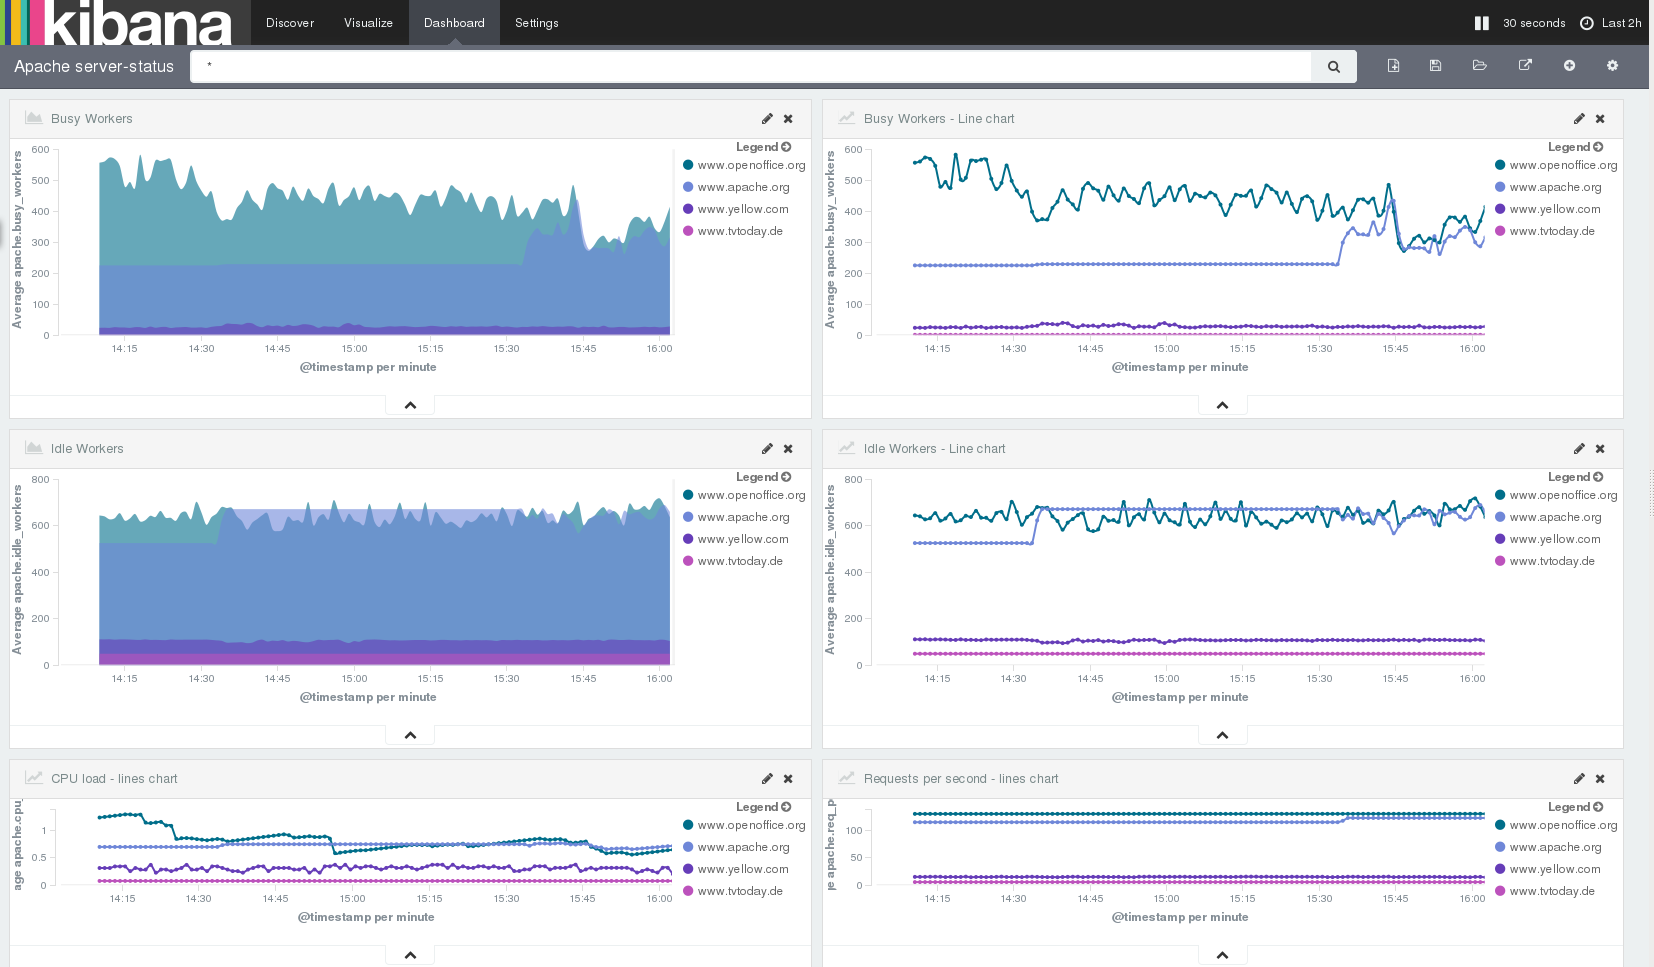 kibana Discover Visualize Dashboard Settings 30 seconds Last 2h
Apache server-status *
Busy Workers
Average apache.busy_workers
600
500
400
300
200
100
0
14:15 14:30 14:45 15:00 15:15 15:30 15:45 16:00
@timestamp per minute
Legend
www.openoffice.org
www.apache.org
www.yellow.com
www.tvtoday.de
Busy Workers - Line chart
Average apache.busy_workers
600
500
400
300
200
100
0
14:15 14:30 14:45 15:00 15:15 15:30 15:45 16:00
@timestamp per minute
Legend
www.openoffice.org
www.apache.org
www.yellow.com
www.tvtoday.de
Idle Workers
Average apache.idle_workers
800
600
400
200
0
14:15 14:30 14:45 15:00 15:15 15:30 15:45 16:00
@timestamp per minute
Legend
www.openoffice.org
www.apache.org
www.yellow.com
www.tvtoday.de
Idle Workers - Line chart
Average apache.idle_workers
800
600
400
200
0
14:15 14:30 14:45 15:00 15:15 15:30 15:45 16:00
@timestamp per minute
Legend
www.openoffice.org
www.apache.org
www.yellow.com
www.tvtoday.de
CPU load - lines chart
age apache.cpu
1
0.5
0
14:15 14:30 14:45 15:00 15:15 15:30 15:45 16:00
@timestamp per minute
Legend
www.openoffice.org
www.apache.org
www.yellow.com
www.tvtoday.de
Requests per second - lines chart
apache.req_p
100
50
0
14:15 14:30 14:45 15:00 15:15 15:30 15:45 16:00
@timestamp per minute
Legend
www.openoffice.org
www.apache.org
www.yellow.com
www.tvtoday.de